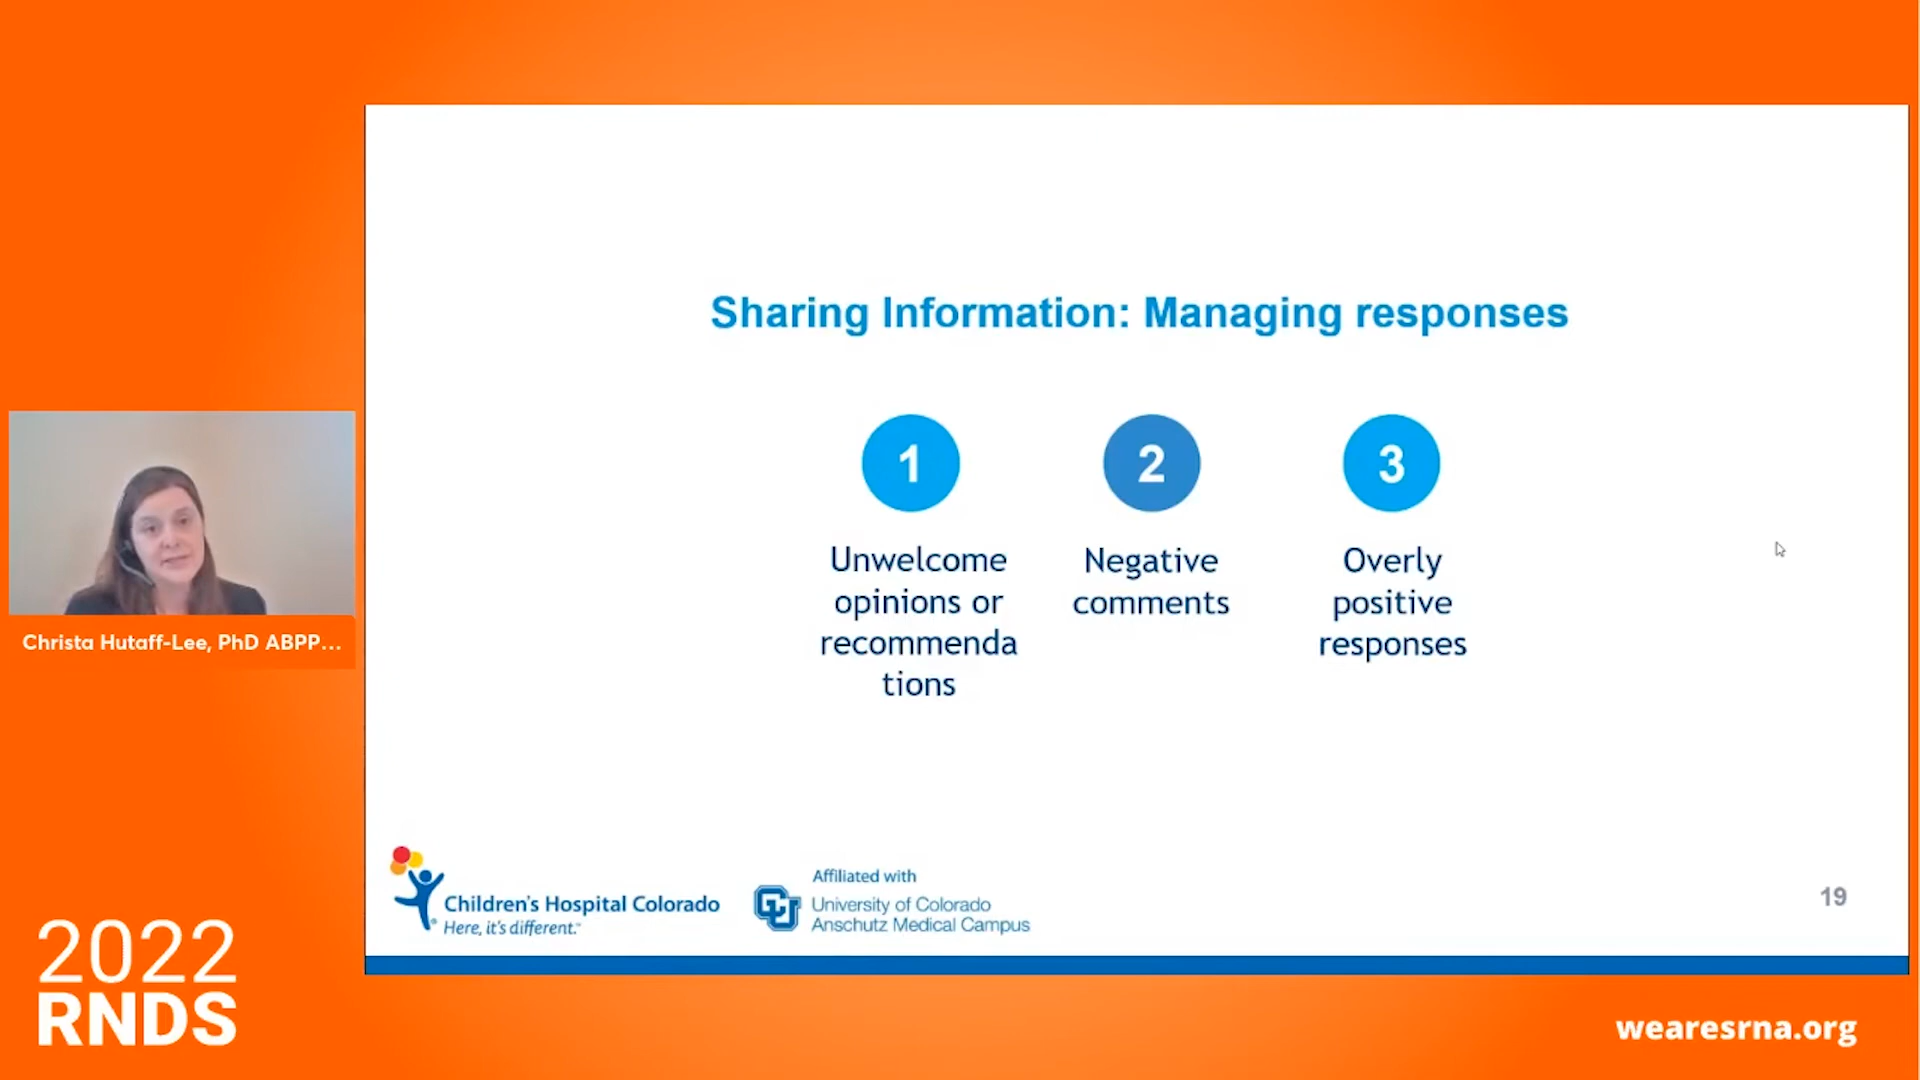 Sharing Information: Managing responses
1
2
3
Unwelcome
opinions or
recommenda
tions
Negative
comments
Overly
positive
responses
Christa Hutaff-Lee, PhD ABPP...
Children's Hospital Colorado
Here, it's different.™
Affiliated with
University of Colorado
Anschutz Medical Campus
19
2022
RNDS
wearesrna.org